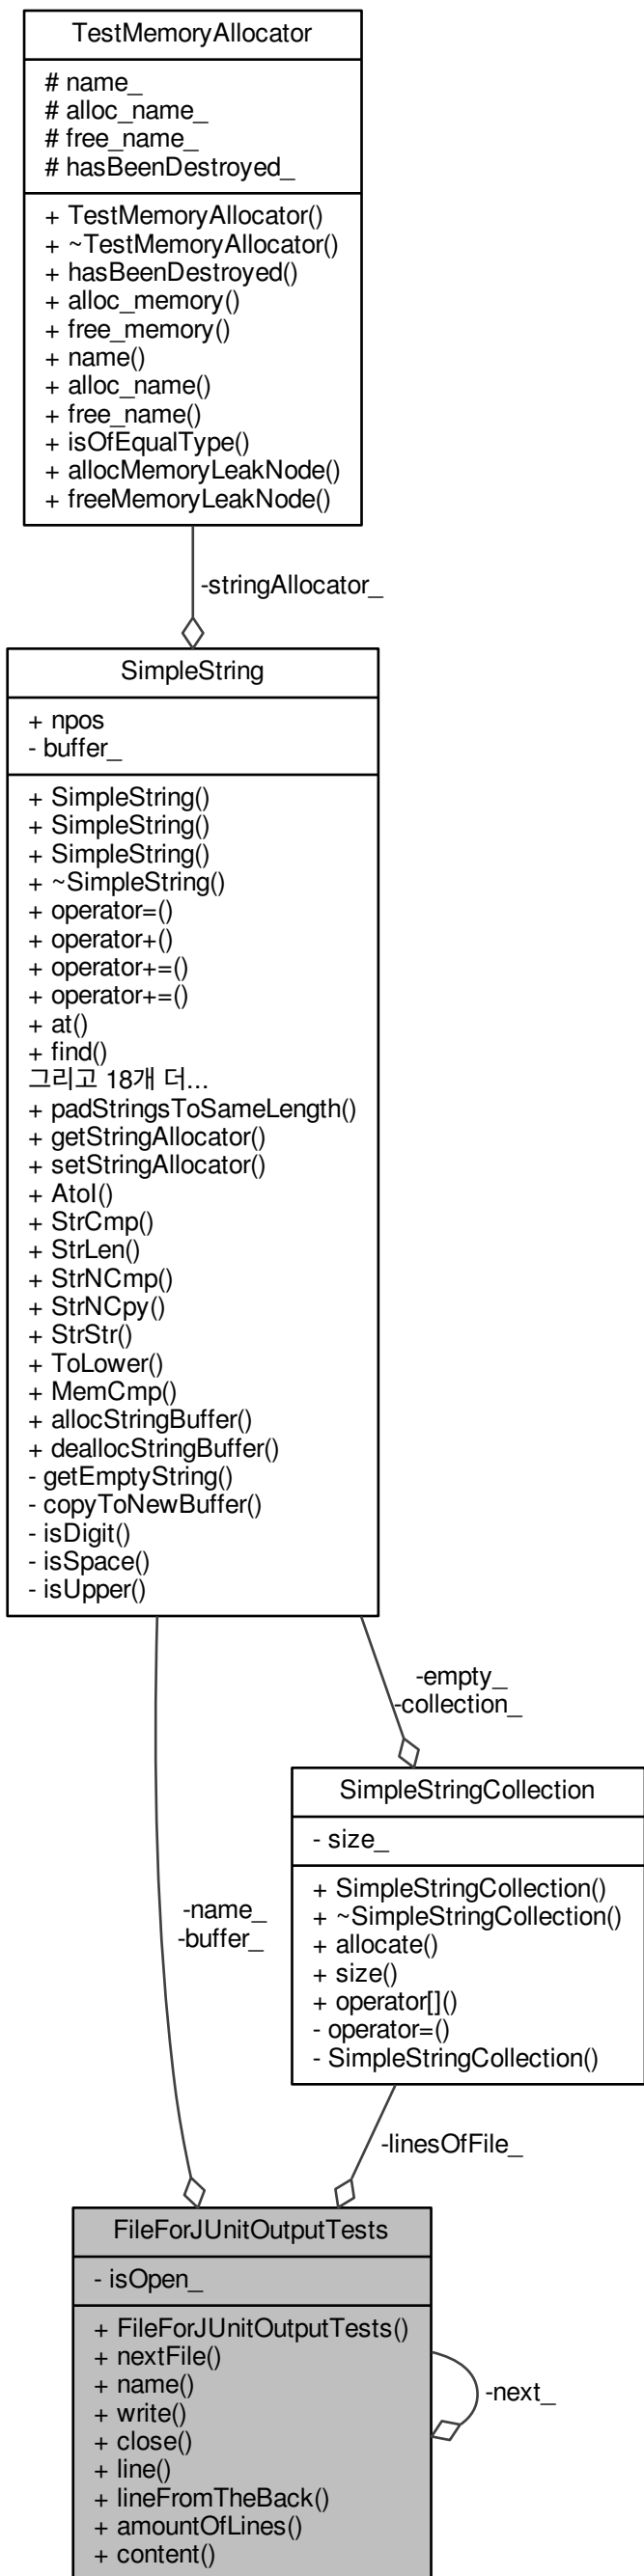 TestMemoryAllocator
# name_
# alloc_name_
# free_name_
# hasBeenDestroyed_
+ TestMemoryAllocator()
+ ~TestMemoryAllocator()
+ hasBeenDestroyed()
+ alloc_memory()
+ free_memory()
+ name()
+ alloc_name()
+ free_name()
+ isOfEqualType()
+ allocMemoryLeakNode()
+ freeMemoryLeakNode()
-stringAllocator_
SimpleString
+ npos
- buffer_
+ SimpleString()
+ SimpleString()
+ SimpleString()
+ ~SimpleString()
+ operator=()
+ operator+()
+ operator+=()
+ operator+=()
+ at()
+ find()
그리고 18개 더...
+ padStringsToSameLength()
+ getStringAllocator()
+ setStringAllocator()
+ AtoI()
+ StrCmp()
+ StrLen()
+ StrNCmp()
+ StrNCpy()
+ StrStr()
+ ToLower()
+ MemCmp()
+ allocStringBuffer()
+ deallocStringBuffer()
- getEmptyString()
- copyToNewBuffer()
- isDigit()
- isSpace()
- isUpper()
-empty_
-collection_
SimpleStringCollection
- size_
+ SimpleStringCollection()
+ ~SimpleStringCollection()
+ allocate()
+ size()
+ operator[]()
- operator=()
- SimpleStringCollection()
-name_
-buffer_
-linesOfFile_
FileForJUnitOutputTests
- isOpen_
+ FileForJUnitOutputTests()
+ nextFile()
+ name()
+ write()
+ close()
+ line()
+ lineFromTheBack()
+ amountOfLines()
+ content()
-next_